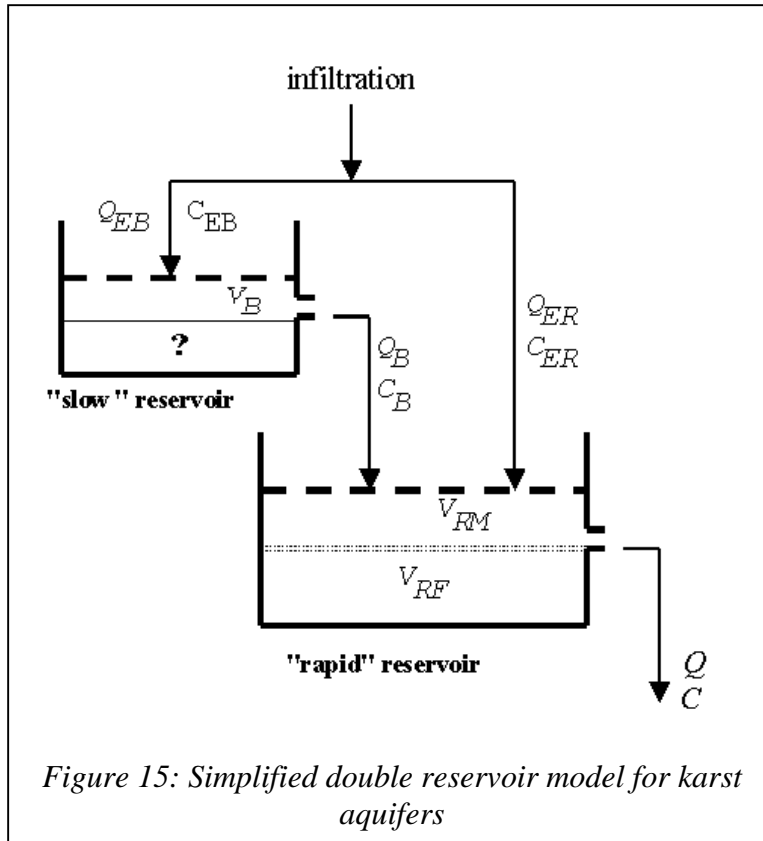 infiltration
Q_EB C_EB
V_B
?
"slow" reservoir
Q_B
C_B
Q_ER
C_ER
V_RM
V_RF
"rapid" reservoir
Q
C
Figure 15: Simplified double reservoir model for karst
aquifers